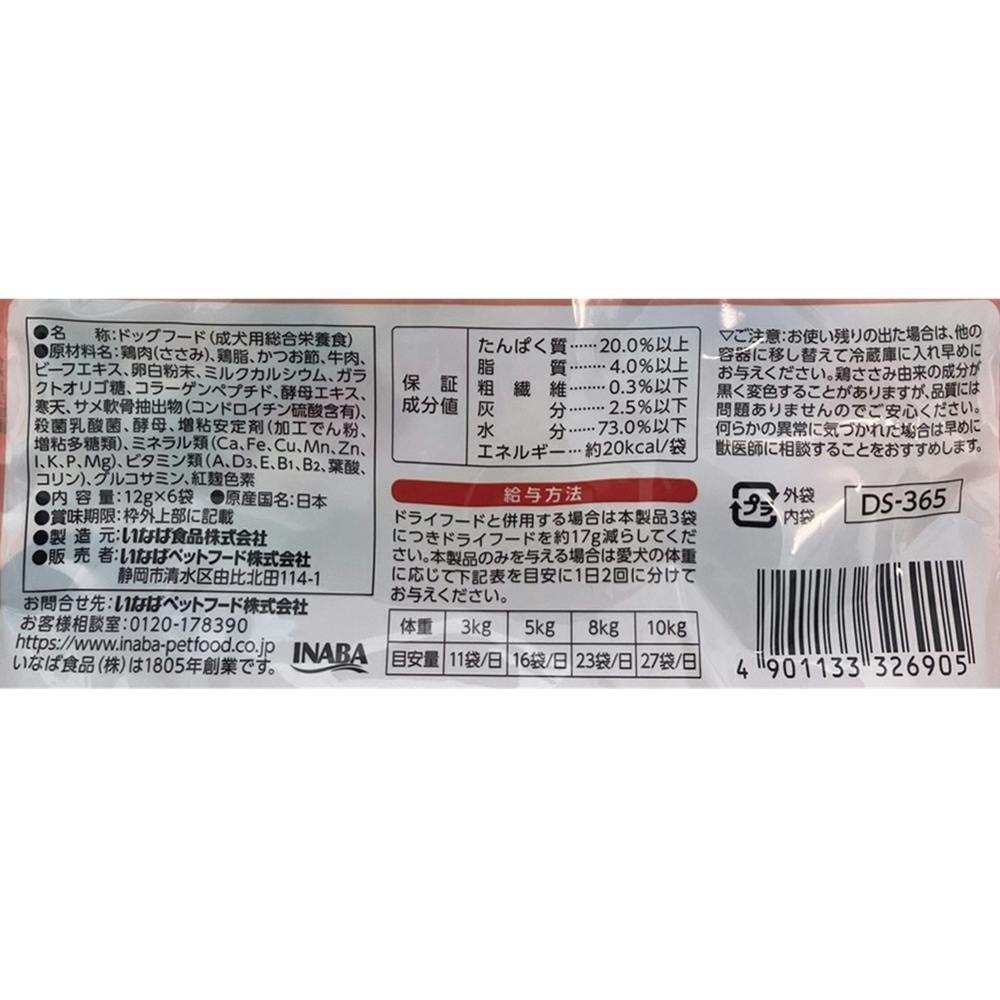 ●名　称:ドッグフード(成犬用総合栄養食)
●原材料名:鶏肉(ささみ)、鶏脂、かつお節、牛肉、
ビーフエキス、卵白粉末、ミルクカルシウム、ガラ
クトオリゴ糖、コラーゲンペプチド、酵母エキス、
寒天、サメ軟骨抽出物(コンドロイチン硫酸含有)、
殺菌乳酸菌、酵母、増粘安定剤(加工でん粉、
増粘多糖類)、ミネラル類(Ca、Fe、Cu、Mn、Zn、
I、K、P、Mg)、ビタミン類(A、D3、E、B1、B2、葉酸、
コリン)、グルコサミン、紅麹色素
●内容量:12g×6袋 ●原産国名:日本
●賞味期限:枠外上部に記載
●製造元:いなば食品株式会社
●販売者:いなばペットフード株式会社
静岡市清水区由比北田114-1
お問合せ先:いなばペットフード株式会社
お客様相談室:0120-178390
https://www.inaba-petfood.co.jp
いなば食品(株)は1805年創業です。
INABA
保証
成分値
たんぱく質……20.0%以上
脂質……4.0%以上
粗繊維……0.3%以下
灰分……2.5%以下
水分……73.0%以下
エネルギー…約20kcal/袋
給与方法
ドライフードと併用する場合は本製品3袋
につきドライフードを約17g減らしてくだ
さい。本製品のみを与える場合は愛犬の体重
に応じて下記表を目安に1日2回に分けて
お与えください。
体重 3kg 5kg 8kg 10kg
目安量 11袋/日 16袋/日 23袋/日 27袋/日
▽ご注意:お使い残りの出た場合は、他の
容器に移し替えて冷蔵庫に入れ早めに
お与えください。鶏ささみ由来の成分が
黒く変色することがありますが、品質には
問題ありませんのでご安心ください。
何らかの異常に気づかれた場合は早めに
獣医師に相談することをおすすめします。
プラ
外袋
内袋
DS-365
4 901133 326905